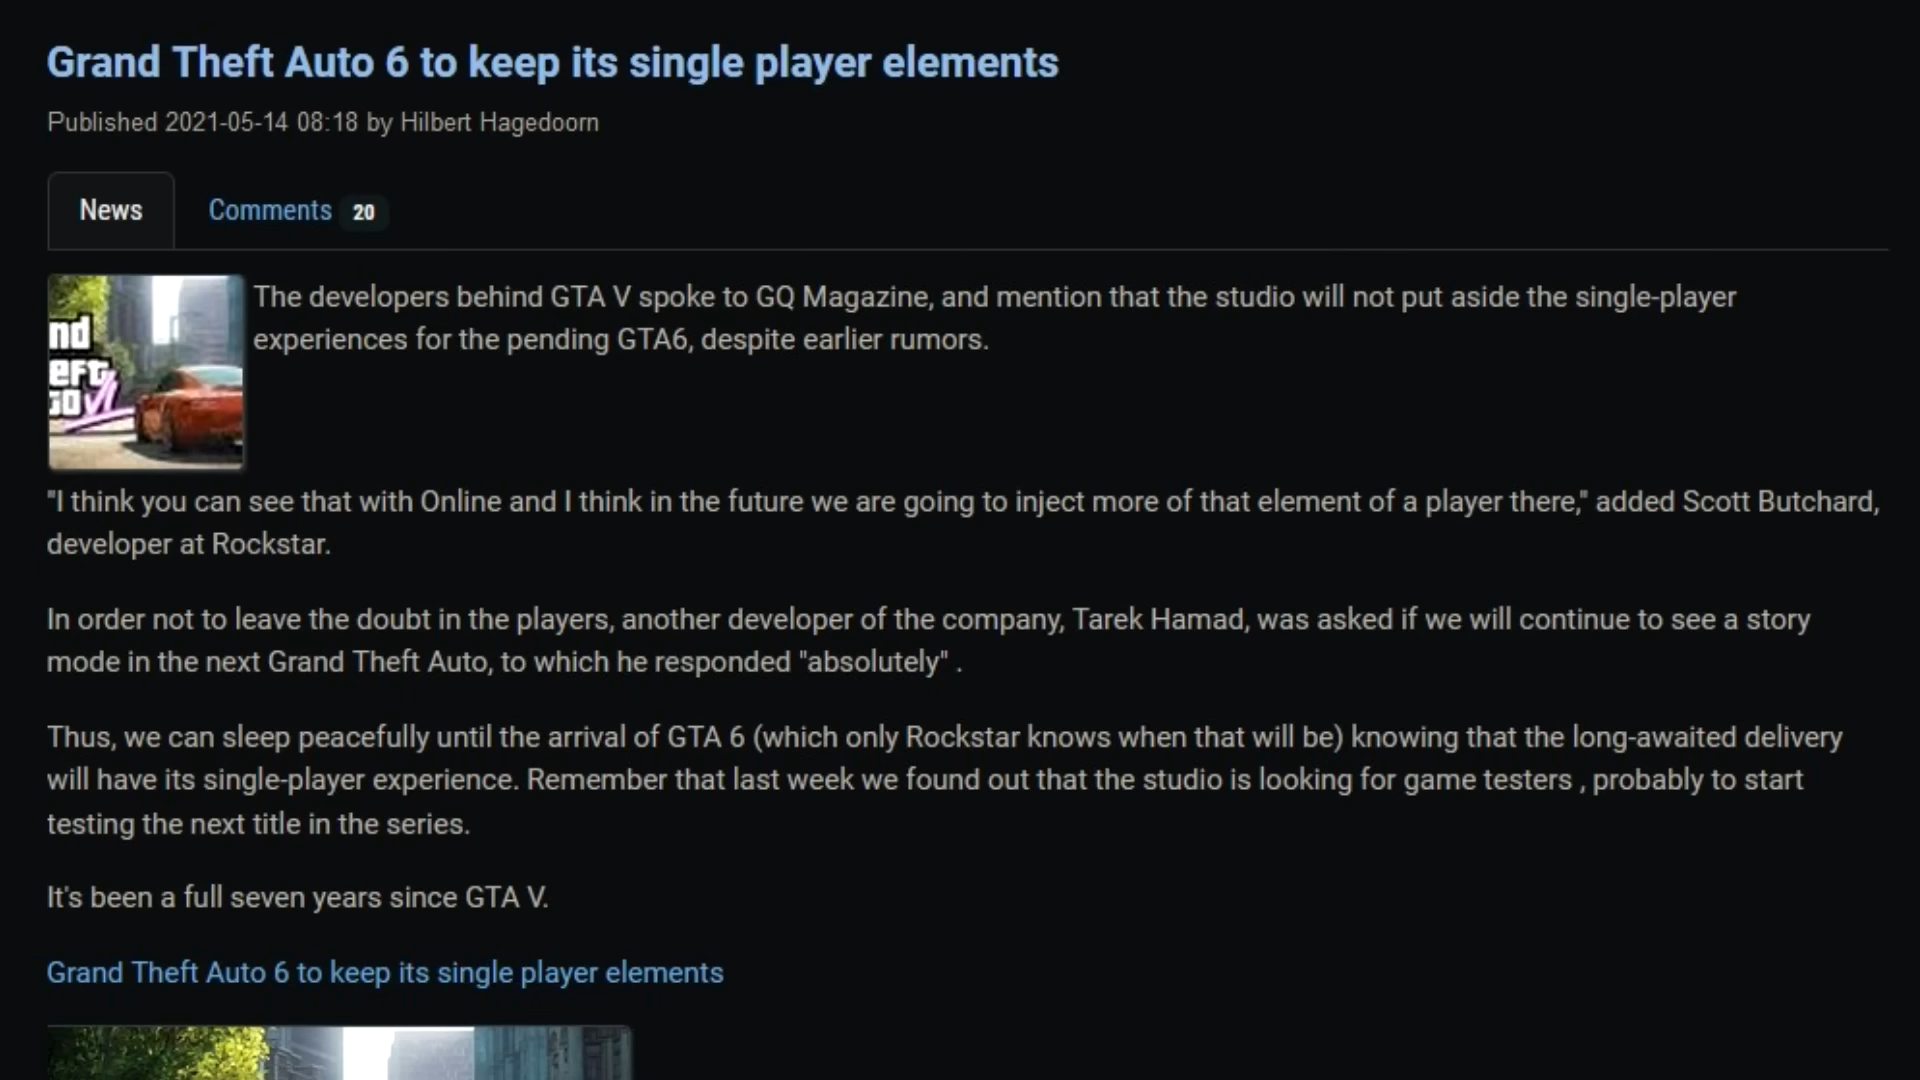 Grand Theft Auto 6 to keep its single player elements
Published 2021-05-14 08:18 by Hilbert Hagedoorn
News
Comments 20
nd
eft
to VI
The developers behind GTA V spoke to GQ Magazine, and mention that the studio will not put aside the single-player
experiences for the pending GTA6, despite earlier rumors.
"I think you can see that with Online and I think in the future we are going to inject more of that element of a player there," added Scott Butchard,
developer at Rockstar.
In order not to leave the doubt in the players, another developer of the company, Tarek Hamad, was asked if we will continue to see a story
mode in the next Grand Theft Auto, to which he responded "absolutely" .
Thus, we can sleep peacefully until the arrival of GTA 6 (which only Rockstar knows when that will be) knowing that the long-awaited delivery
will have its single-player experience. Remember that last week we found out that the studio is looking for game testers , probably to start
testing the next title in the series.
It's been a full seven years since GTA V.
Grand Theft Auto 6 to keep its single player elements